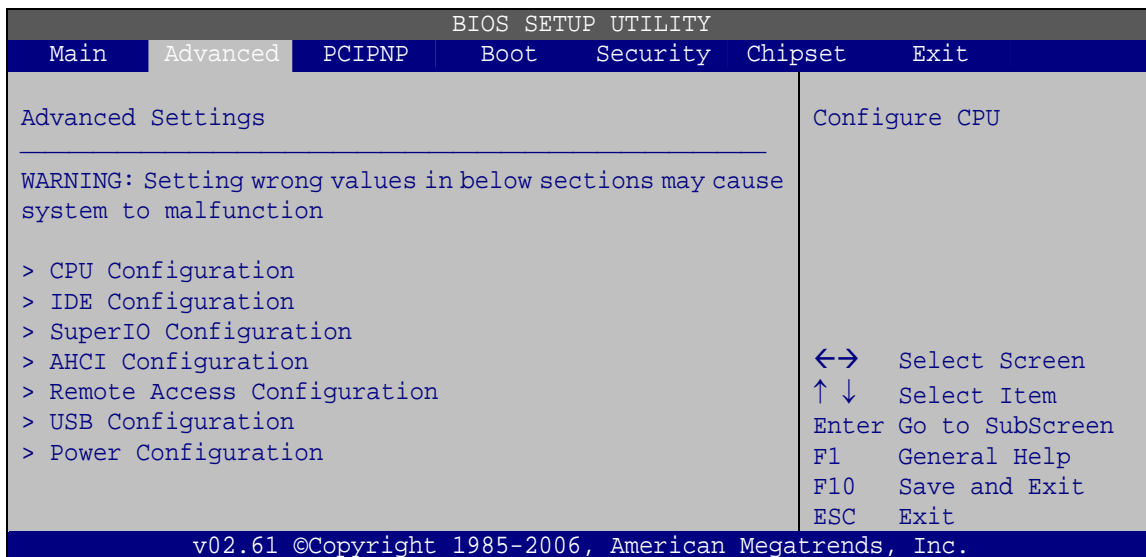 BIOS SETUP UTILITY
Main Advanced PCIPNP Boot Security Chipset Exit
Advanced Settings
WARNING: Setting wrong values in below sections may cause
system to malfunction
> CPU Configuration
> IDE Configuration
> SuperIO Configuration
> AHCI Configuration
> Remote Access Configuration
> USB Configuration
> Power Configuration
Configure CPU
←→ Select Screen
↑ ↓ Select Item
Enter Go to SubScreen
F1 General Help
F10 Save and Exit
ESC Exit
v02.61 ©Copyright 1985-2006, American Megatrends, Inc.